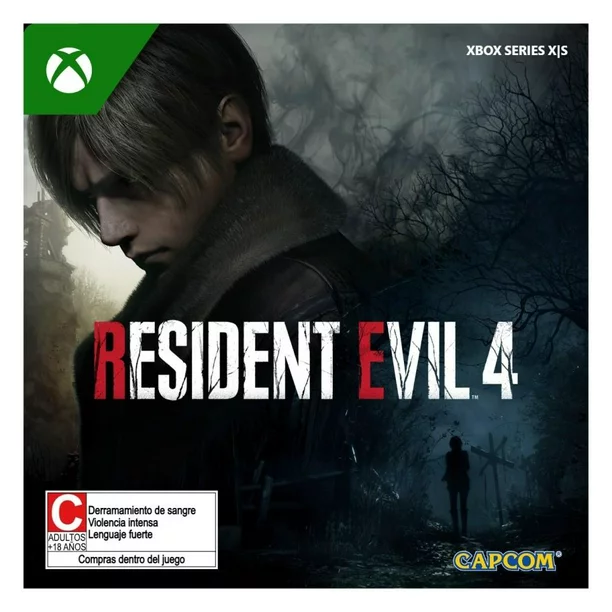 XBOX SERIES X|S
RESIDENT EVIL 4
TM
C
ADULTOS
+18 AÑOS
Derramamiento de sangre
Violencia intensa
Lenguaje fuerte
Compras dentro del juego
CAPCOM®